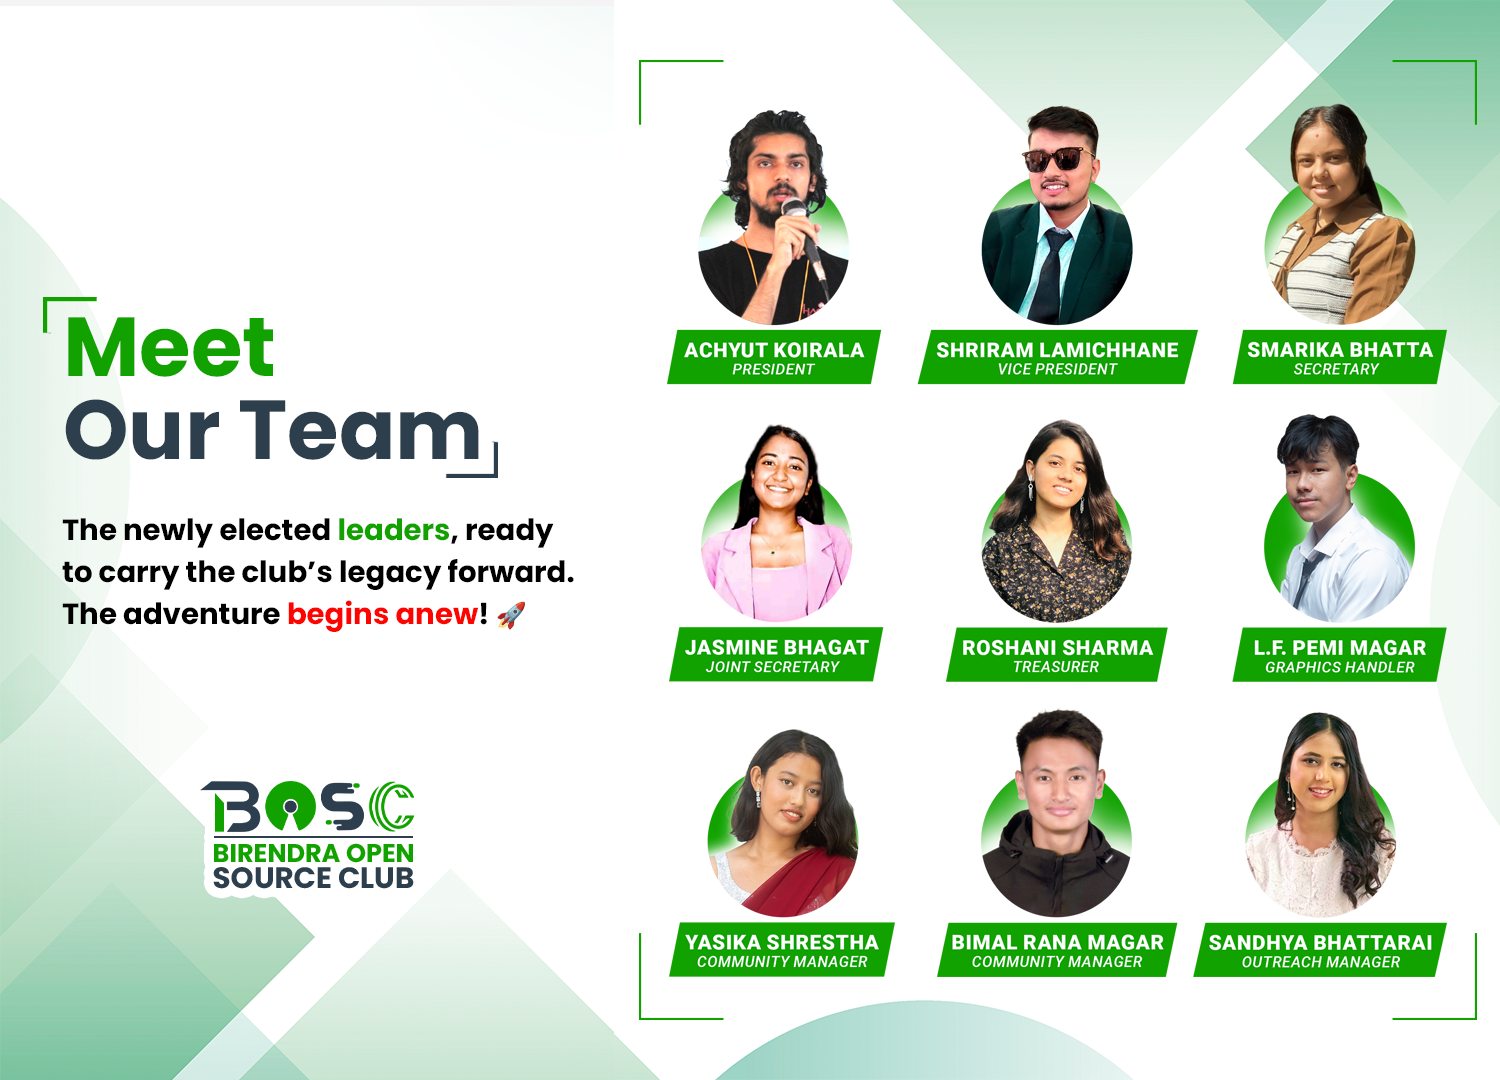 Meet
Our Team
The newly elected leaders, ready
to carry the club’s legacy forward.
The adventure begins anew! 🚀
BOSC
BIRENDRA OPEN
SOURCE CLUB
ACHYUT KOIRALA
PRESIDENT
SHRIRAM LAMICHHANE
VICE PRESIDENT
SMARIKA BHATTA
SECRETARY
JASMINE BHAGAT
JOINT SECRETARY
ROSHANI SHARMA
TREASURER
L.F. PEMI MAGAR
GRAPHICS HANDLER
YASIKA SHRESTHA
COMMUNITY MANAGER
BIMAL RANA MAGAR
COMMUNITY MANAGER
SANDHYA BHATTARAI
OUTREACH MANAGER